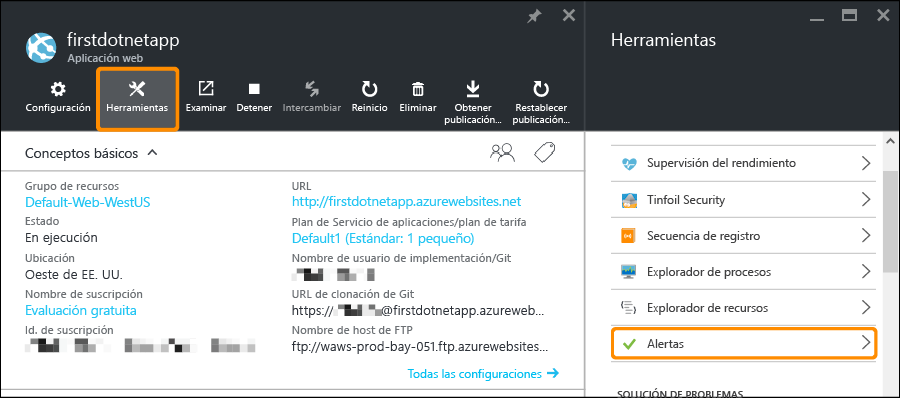 firstdotnetapp
Aplicación web
Configuración
Herramientas
Examinar
Detener
Intercambiar
Reinicio
Eliminar
Obtener
publicación...
Restablecer
publicación...
Conceptos básicos
Grupo de recursos
Default-Web-WestUS
Estado
En ejecución
Ubicación
Oeste de EE. UU.
Nombre de suscripción
Evaluación gratuita
Id. de suscripción
URL
http://firstdotnetapp.azurewebsites.net
Plan de Servicio de aplicaciones/plan de tarifa
Default1 (Estándar: 1 pequeño)
Nombre de usuario de implementación/Git
URL de clonación de Git
https:// @firstdotnetapp.azureweb...
Nombre de host de FTP
ftp://waws-prod-bay-051.ftp.azurewebsites...
Todas las configuraciones
Herramientas
Supervisión del rendimiento
Tinfoil Security
Secuencia de registro
Explorador de procesos
Explorador de recursos
Alertas
SOLUCIÓN DE PROBLEMAS